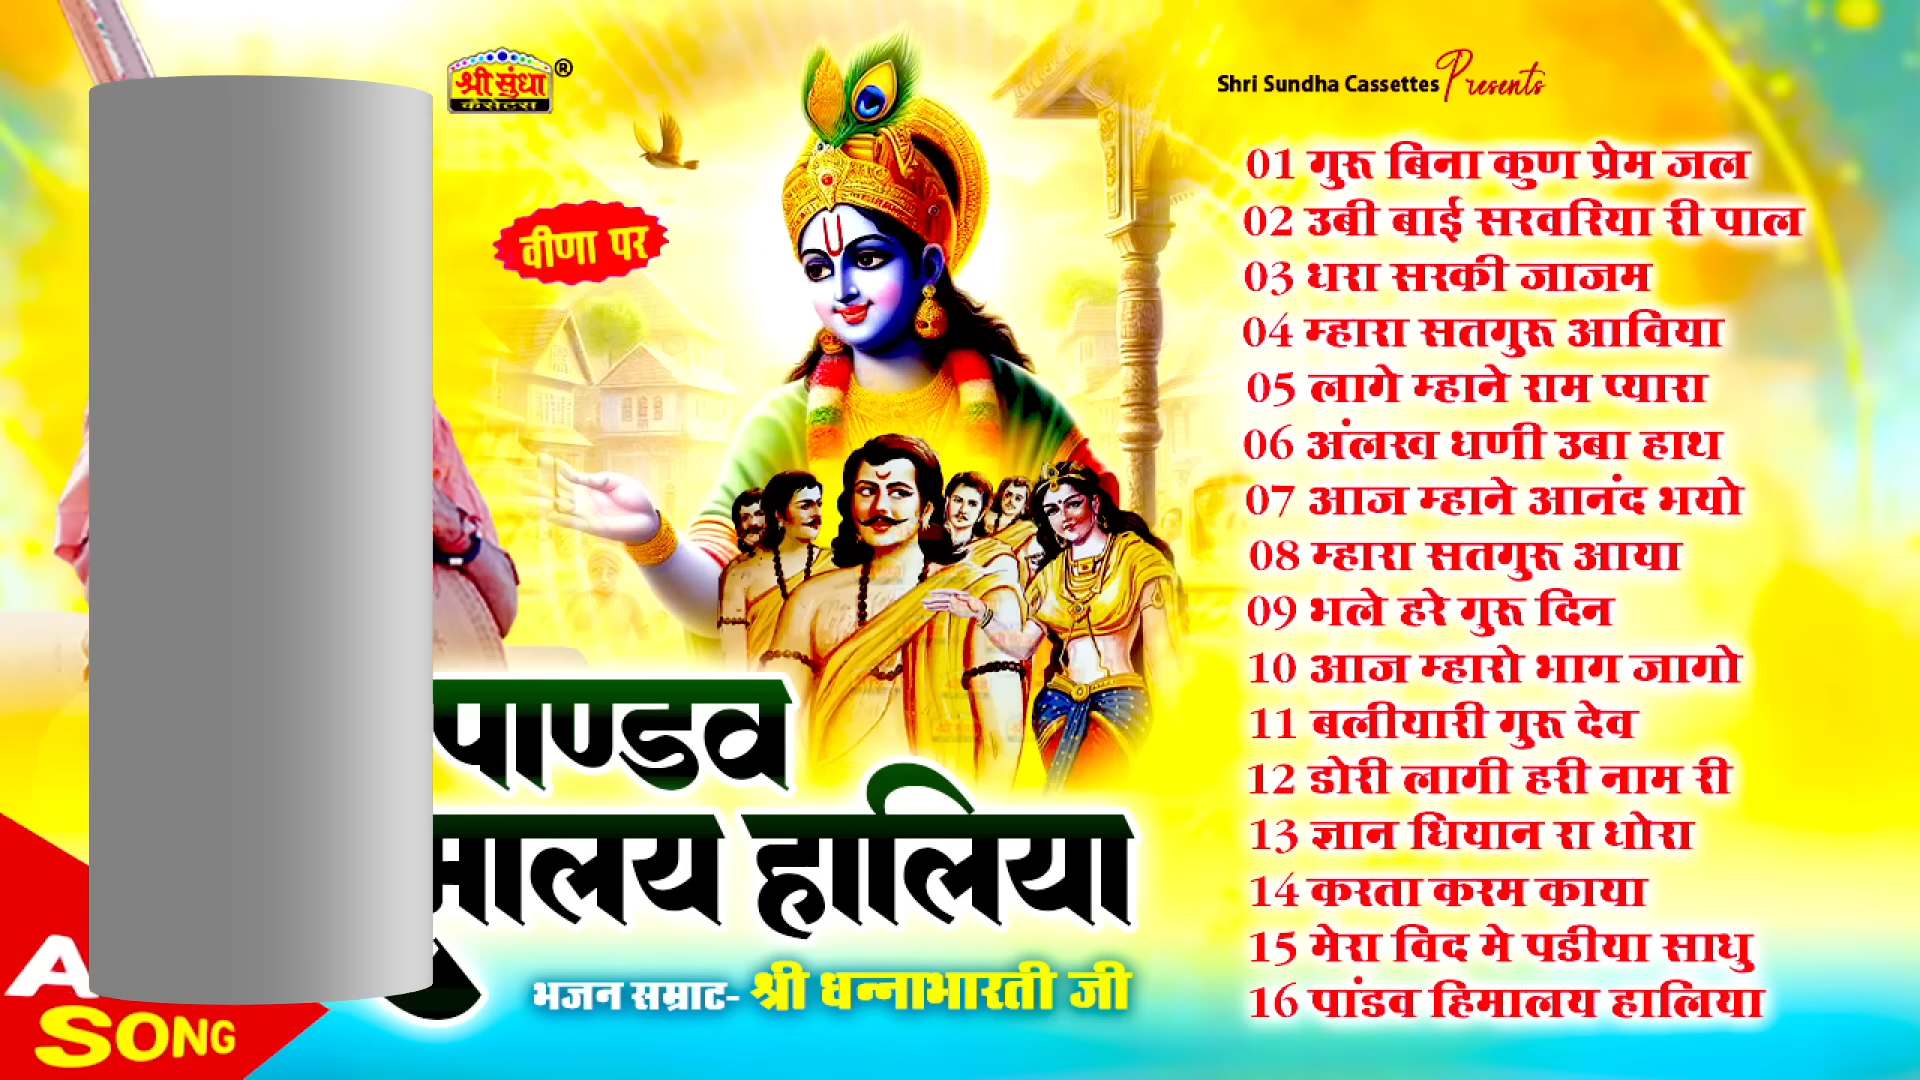 श्री सुंधा®
कैसेटस
वीणा पर
पाण्डव
हालिया
भजन सम्राट- श्री धन्नाभारती जी
SONG
Shri Sundha Cassettes Presents
01 गुरू बिना कुण प्रेम जल
02 उबी बाई सरवरिया री पाल
03 धरा सरकी जाजम
04 म्हारा सतगुरू आविया
05 लागे म्हाने राम प्यारा
06 अंलख धणी उबा हाथ
07 आज म्हाने आनंद भयो
08 म्हारा सतगुरू आया
09 भले हरे गुरू दिन
10 आज म्हारो भाग जागो
11 बलीयारी गुरू देव
12 डोरी लागी हरी नाम री
13 ज्ञान धियान रा धोरा
14 करता करम काया
15 मेरा विद मे पडीया साधु
16 पांडव हिमालय हालिया